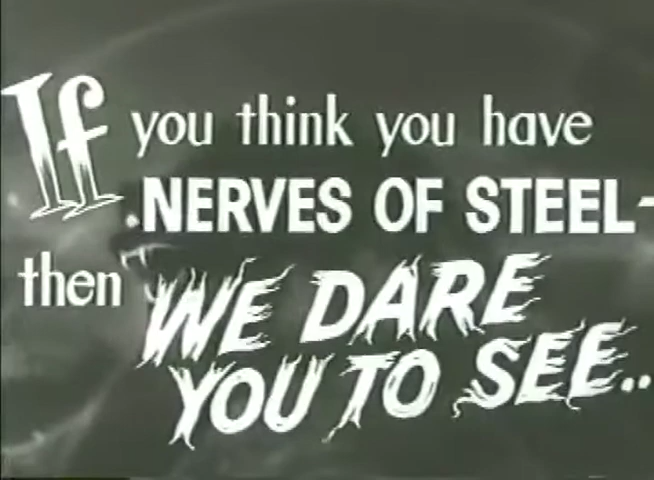 If you think you have
NERVES OF STEEL-
then WE DARE
YOU TO SEE..